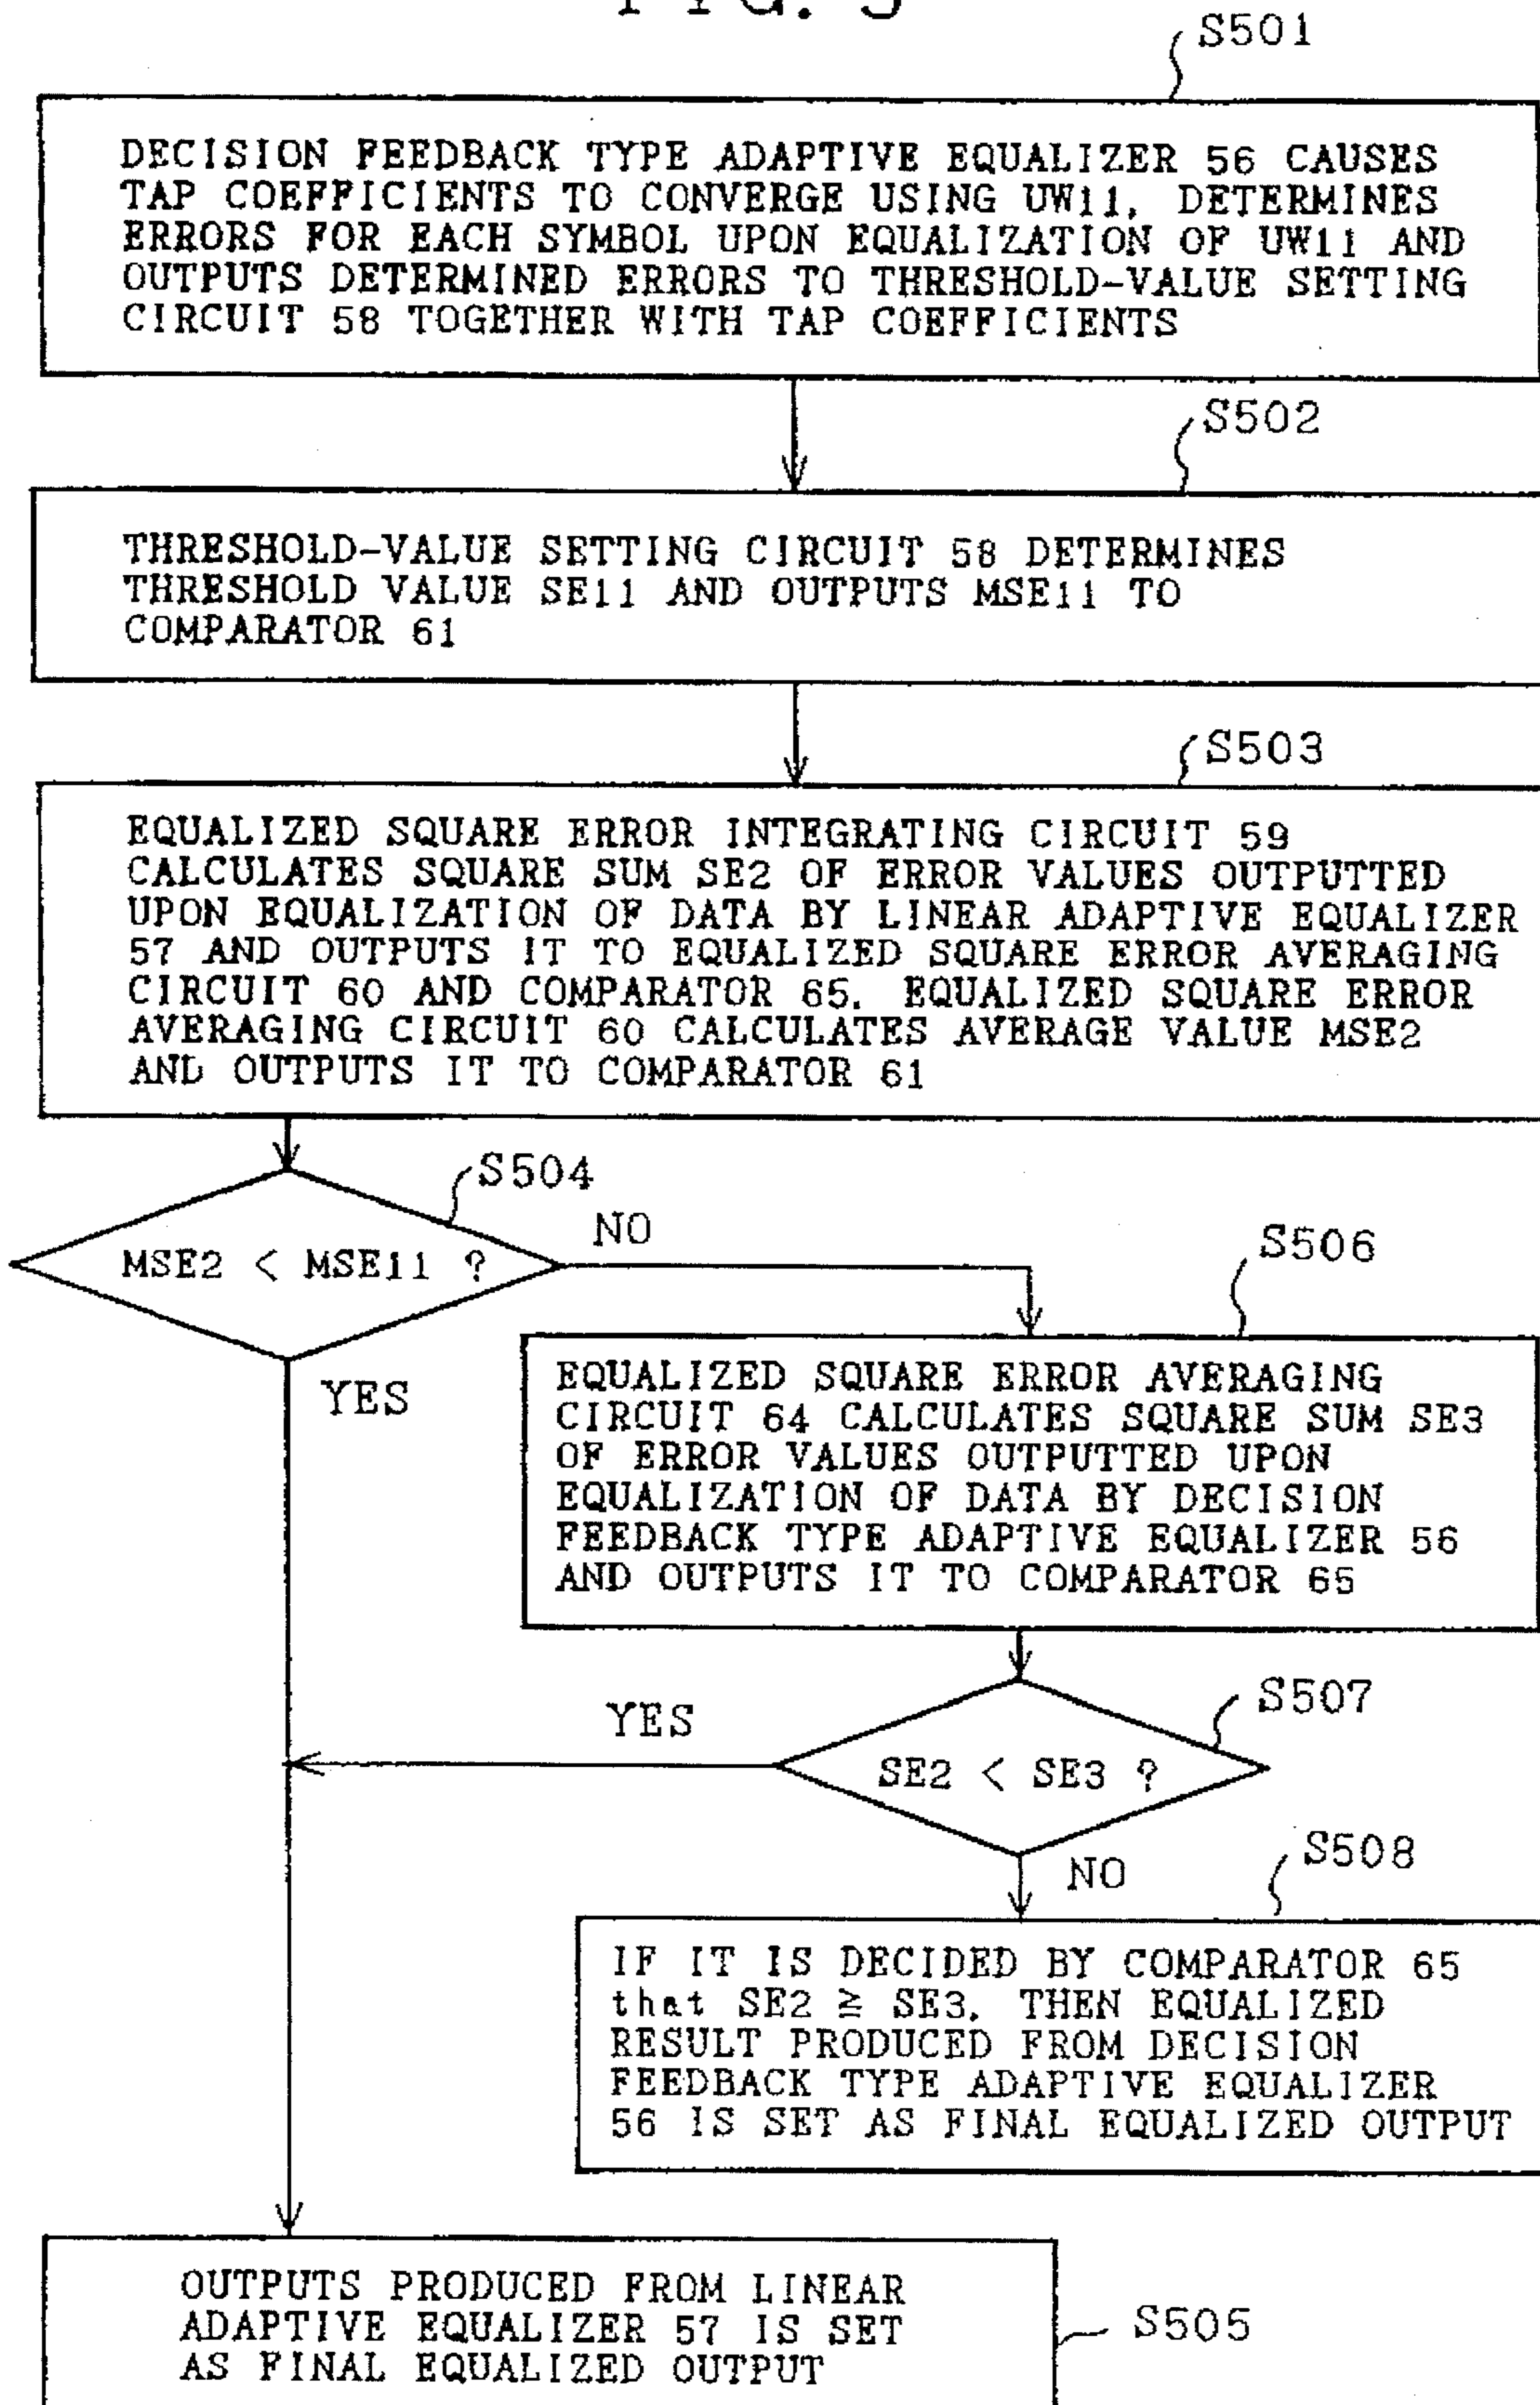 FIG. 5
S501
DECISION FEEDBACK TYPE ADAPTIVE EQUALIZER 56 CAUSES
TAP COEFFICIENTS TO CONVERGE USING UW11, DETERMINES
ERRORS FOR EACH SYMBOL UPON EQUALIZATION OF UW11 AND
OUTPUTS DETERMINED ERRORS TO THRESHOLD-VALUE SETTING
CIRCUIT 58 TOGETHER WITH TAP COEFFICIENTS
S502
THRESHOLD-VALUE SETTING CIRCUIT 58 DETERMINES
THRESHOLD VALUE SE11 AND OUTPUTS MSE11 TO
COMPARATOR 61
S503
EQUALIZED SQUARE ERROR INTEGRATING CIRCUIT 59
CALCULATES SQUARE SUM SE2 OF ERROR VALUES OUTPUTTED
UPON EQUALIZATION OF DATA BY LINEAR ADAPTIVE EQUALIZER
57 AND OUTPUTS IT TO EQUALIZED SQUARE ERROR AVERAGING
CIRCUIT 60 AND COMPARATOR 65. EQUALIZED SQUARE ERROR
AVERAGING CIRCUIT 60 CALCULATES AVERAGE VALUE MSE2
AND OUTPUTS IT TO COMPARATOR 61
S504
MSE2 < MSE11 ?
NO
YES
S506
EQUALIZED SQUARE ERROR AVERAGING
CIRCUIT 64 CALCULATES SQUARE SUM SE3
OF ERROR VALUES OUTPUTTED UPON
EQUALIZATION OF DATA BY DECISION
FEEDBACK TYPE ADAPTIVE EQUALIZER 56
AND OUTPUTS IT TO COMPARATOR 65
S507
YES
SE2 < SE3 ?
NO
S508
IF IT IS DECIDED BY COMPARATOR 65
that SE2 ≧ SE3, THEN EQUALIZED
RESULT PRODUCED FROM DECISION
FEEDBACK TYPE ADAPTIVE EQUALIZER
56 IS SET AS FINAL EQUALIZED OUTPUT
OUTPUTS PRODUCED FROM LINEAR
ADAPTIVE EQUALIZER 57 IS SET
AS FINAL EQUALIZED OUTPUT
S505